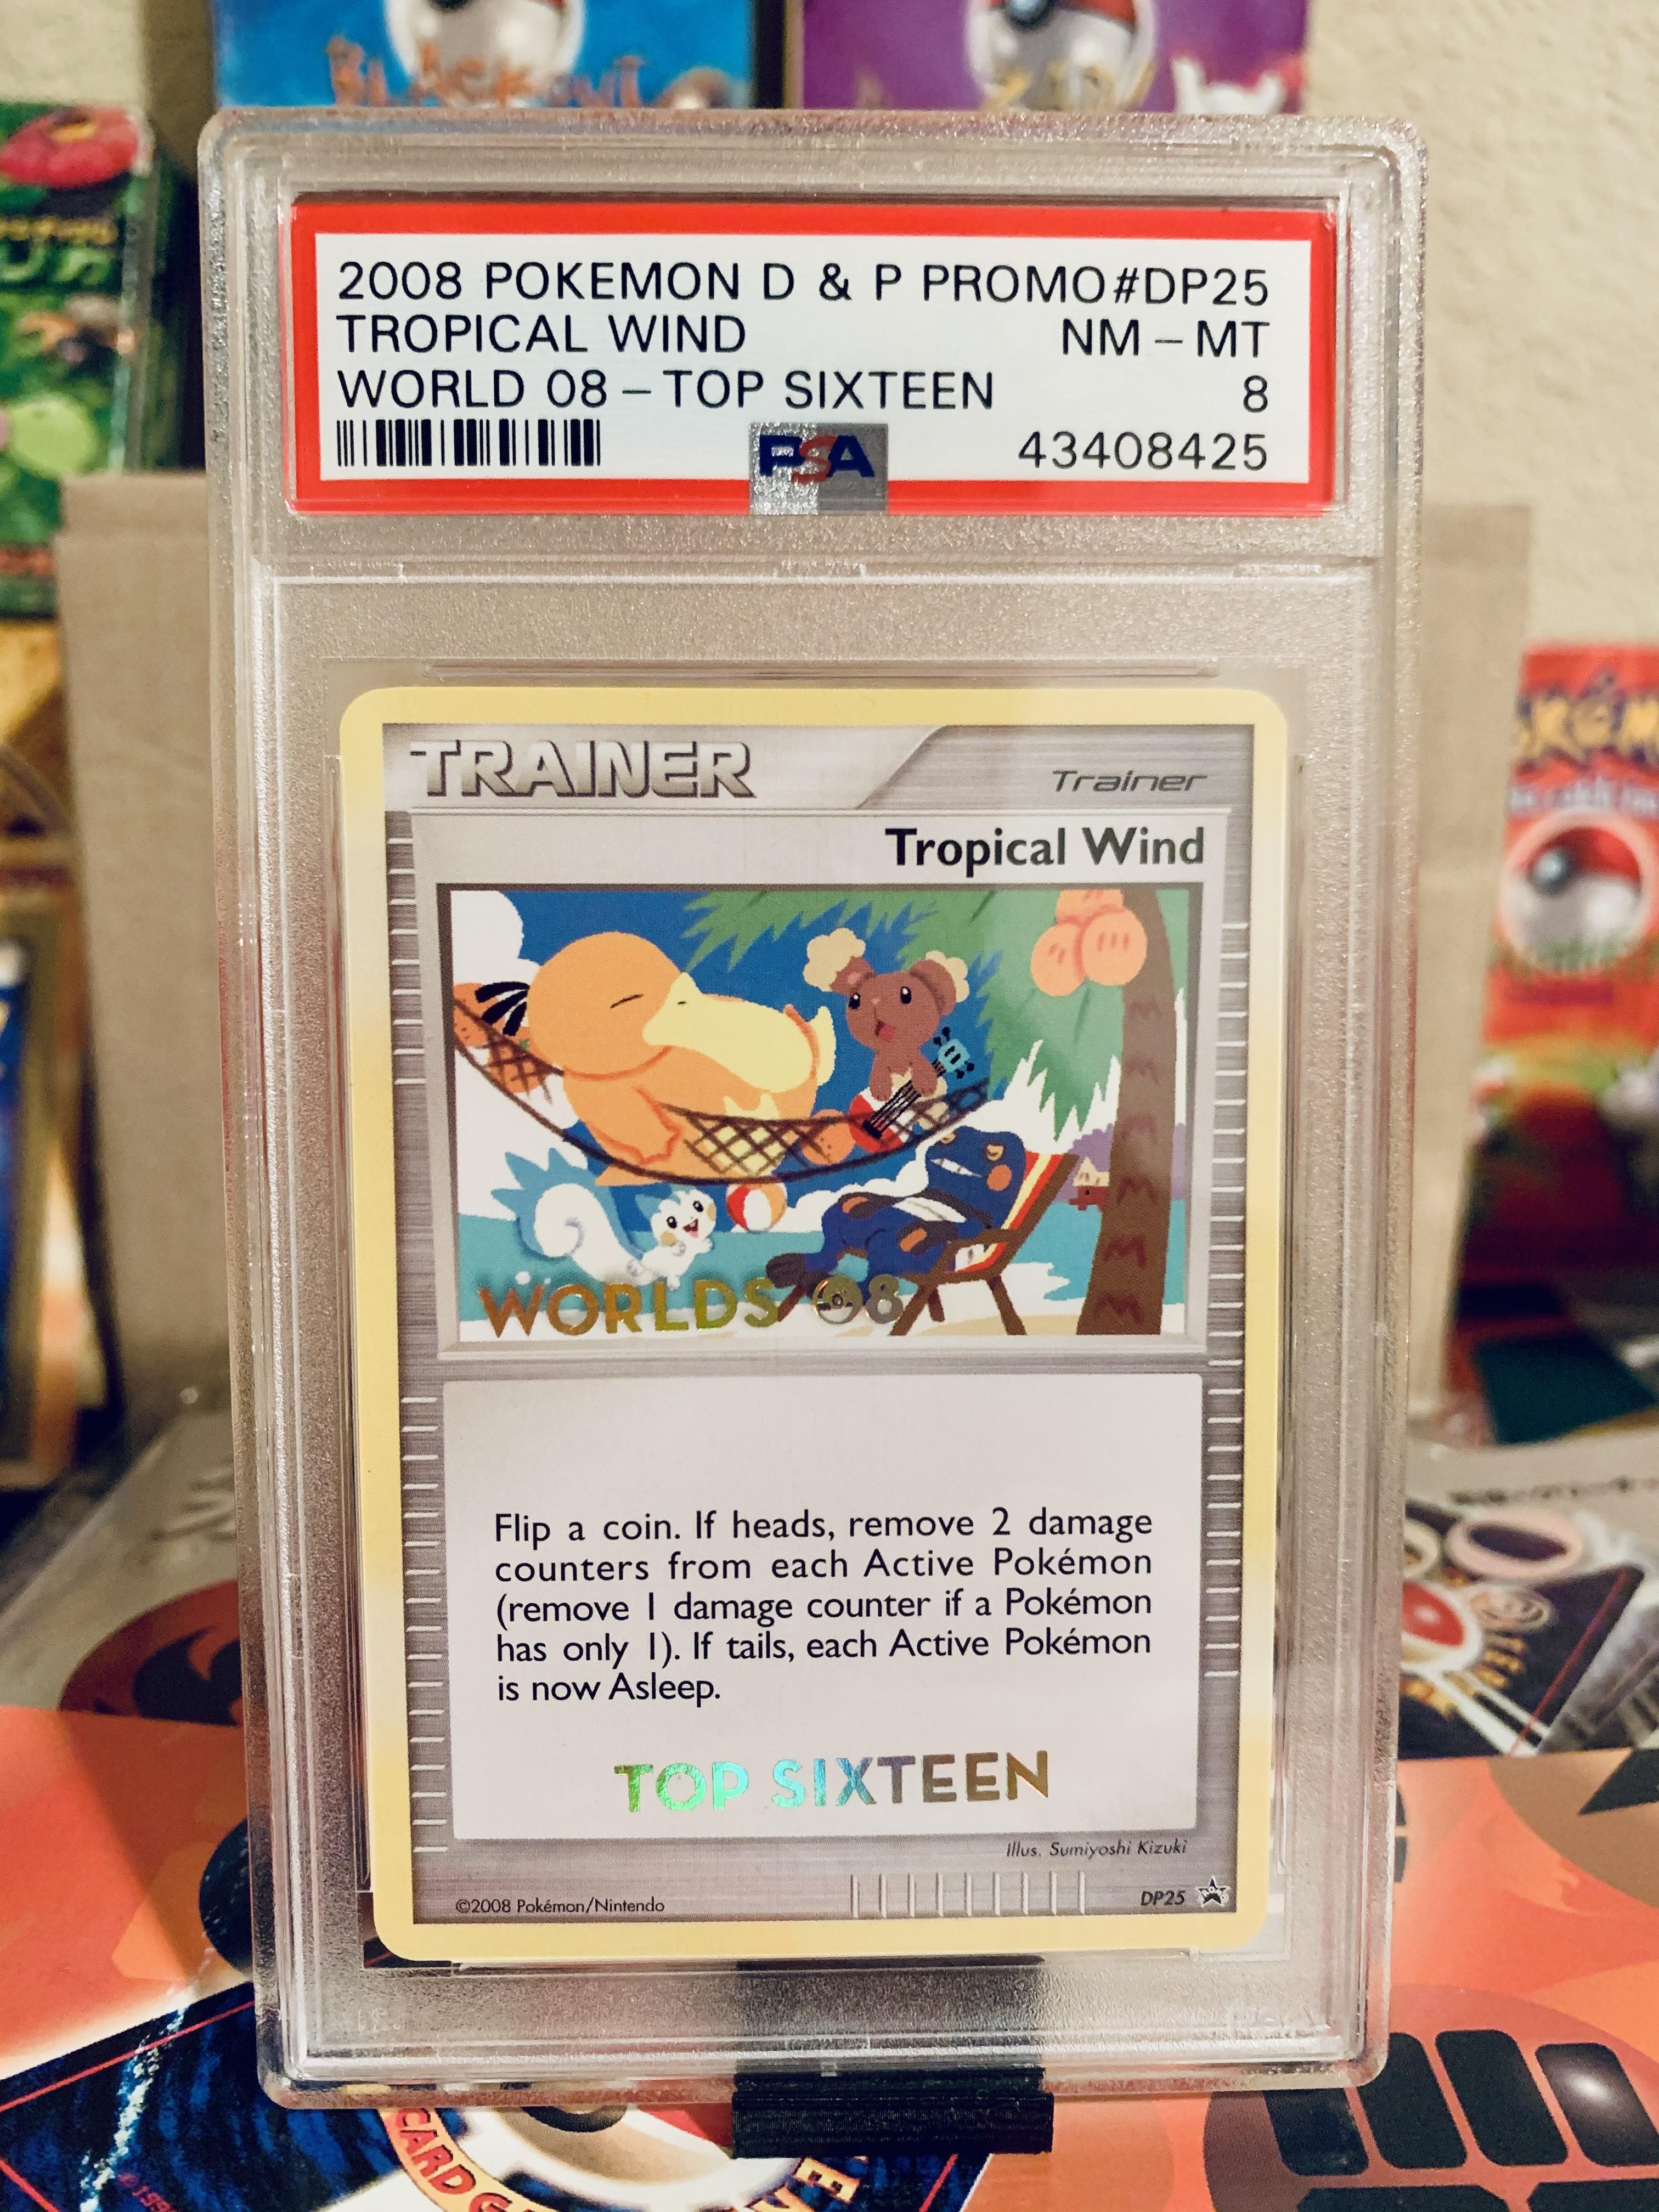 2008 POKEMON D & P PROMO #DP25
TROPICAL WIND NM - MT
WORLD 08 - TOP SIXTEEN 8
PSA 43408425
TRAINER Trainer
Tropical Wind
WORLDS 08
Flip a coin. If heads, remove 2 damage
counters from each Active Pokémon
(remove 1 damage counter if a Pokémon
has only 1). If tails, each Active Pokémon
is now Asleep.
TOP SIXTEEN
Illus. Sumiyoshi Kizuki
©2008 Pokémon/Nintendo DP25
CARD